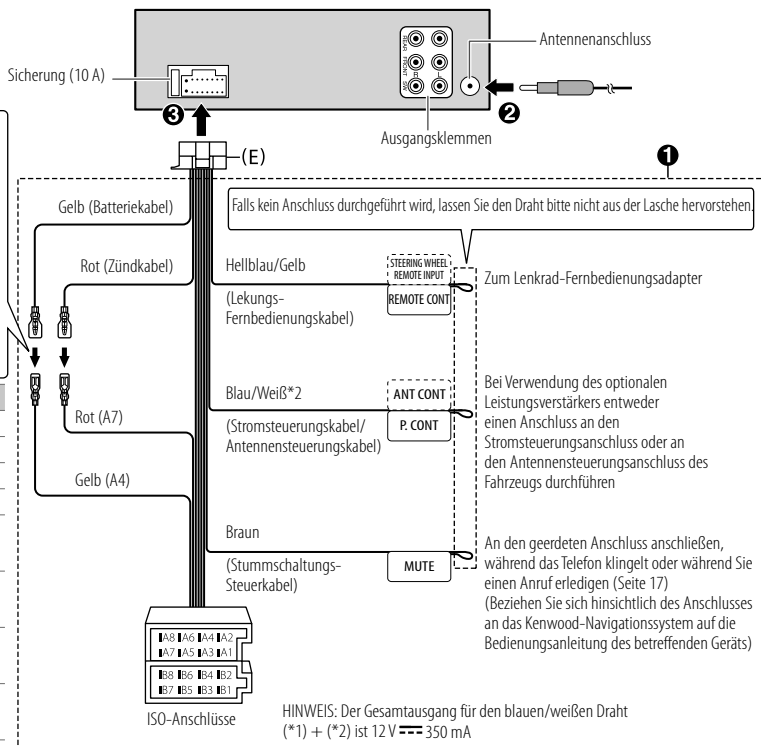 Antennenanschluss
Sicherung (10 A)
REAR
FRONT
SW
R
L
❸
❷
Ausgangsklemmen
(E)
❶
Gelb (Batteriekabel)
Falls kein Anschluss durchgeführt wird, lassen Sie den Draht bitte nicht aus der Lasche hervorstehen.
Rot (Zündkabel)
Hellblau/Gelb
(Lekungs-
Fernbedienungskabel)
STEERING WHEEL
REMOTE INPUT
REMOTE CONT
Zum Lenkrad-Fernbedienungsadapter
Blau/Weiß*2
(Stromsteuerungskabel/
Antennensteuerungskabel)
ANT CONT
P. CONT
Bei Verwendung des optionalen
Leistungsverstärkers entweder
einen Anschluss an den
Stromsteuerungsanschluss oder an
den Antennensteuerungsanschluss des
Fahrzeugs durchführen
Rot (A7)
Gelb (A4)
Braun
(Stummschaltungs-
Steuerkabel)
MUTE
An den geerdeten Anschluss anschließen,
während das Telefon klingelt oder während Sie
einen Anruf erledigen (Seite 17)
(Beziehen Sie sich hinsichtlich des Anschlusses
an das Kenwood-Navigationssystem auf die
Bedienungsanleitung des betreffenden Geräts)
A8 A6 A4 A2
A7 A5 A3 A1
B8 B6 B4 B2
B7 B5 B3 B1
ISO-Anschlüsse
HINWEIS: Der Gesamtausgang für den blauen/weißen Draht
(*1) + (*2) ist 12 V ⎓ 350 mA